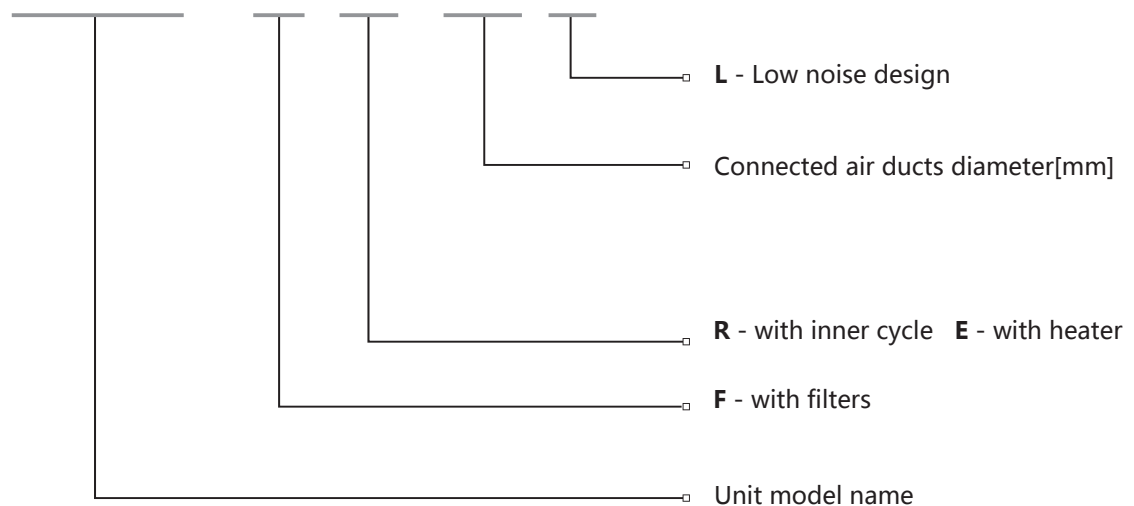 L - Low noise design
Connected air ducts diameter[mm]
R - with inner cycle E - with heater
F - with filters
Unit model name